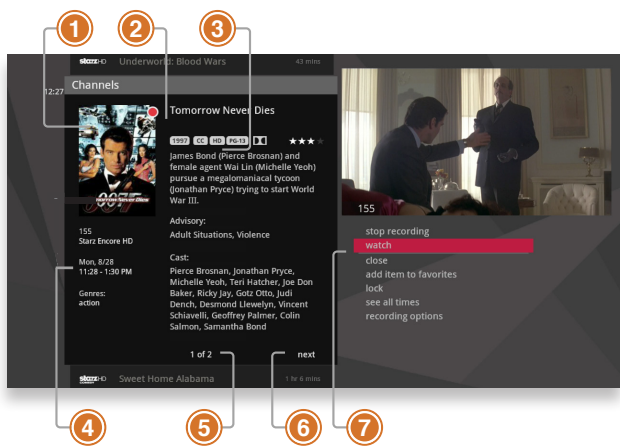 1
2
3
starz HD Underworld: Blood Wars 43 mins
12:27
Channels
Tomorrow Never Dies
1997 CC HD PG-13
James Bond (Pierce Brosnan) and
female agent Wai Lin (Michelle Yeoh)
pursue a megalomaniacal tycoon
(Jonathan Pryce) trying to start World
War III.
007
Tomorrow Never Dies
Advisory:
Adult Situations, Violence
155
Starz Encore HD
Mon, 8/28
11:28 - 1:30 PM
Genres:
action
Cast:
Pierce Brosnan, Jonathan Pryce,
Michelle Yeoh, Teri Hatcher, Joe Don
Baker, Ricky Jay, Gotz Otto, Judi
Dench, Desmond Llewelyn, Vincent
Schiavelli, Geoffrey Palmer, Colin
Salmon, Samantha Bond
1 of 2 next
155
stop recording
watch
close
add item to favorites
lock
see all times
recording options
starz HD Sweet Home Alabama 1 hr 6 mins
4
5
6
7